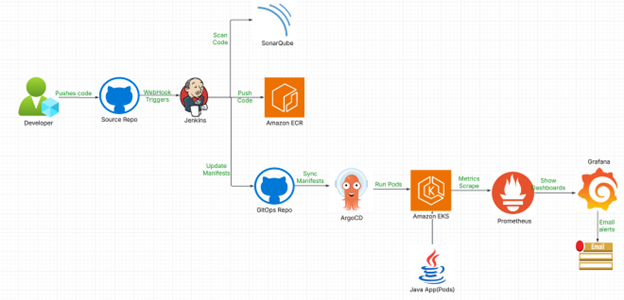 Scan
Code
SonarQube
Pushes code
WebHook
Triggers
Push
Code
Developer
Source Repo
Jenkins
Amazon ECR
Update
Manifests
Sync
Manifests
Run Pods
Metrics
Scrape
Show
Dashboards
Grafana
GitOps Repo
ArgoCD
Amazon EKS
Prometheus
Email
alerts
Email
Java App(Pods)